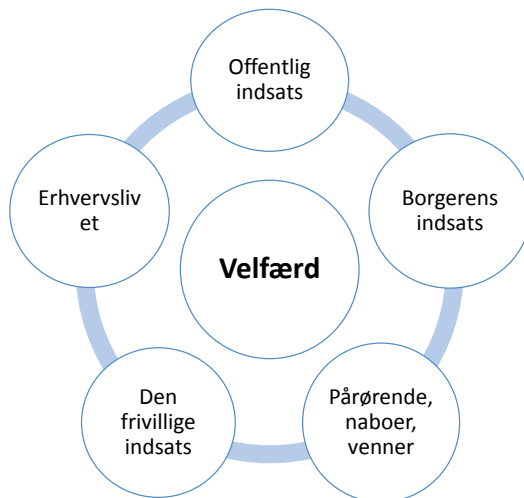 Offentlig
indsats
Borgerens
indsats
Pårørende,
naboer,
venner
Den
frivillige
indsats
Erhvervsliv
et
Velfærd